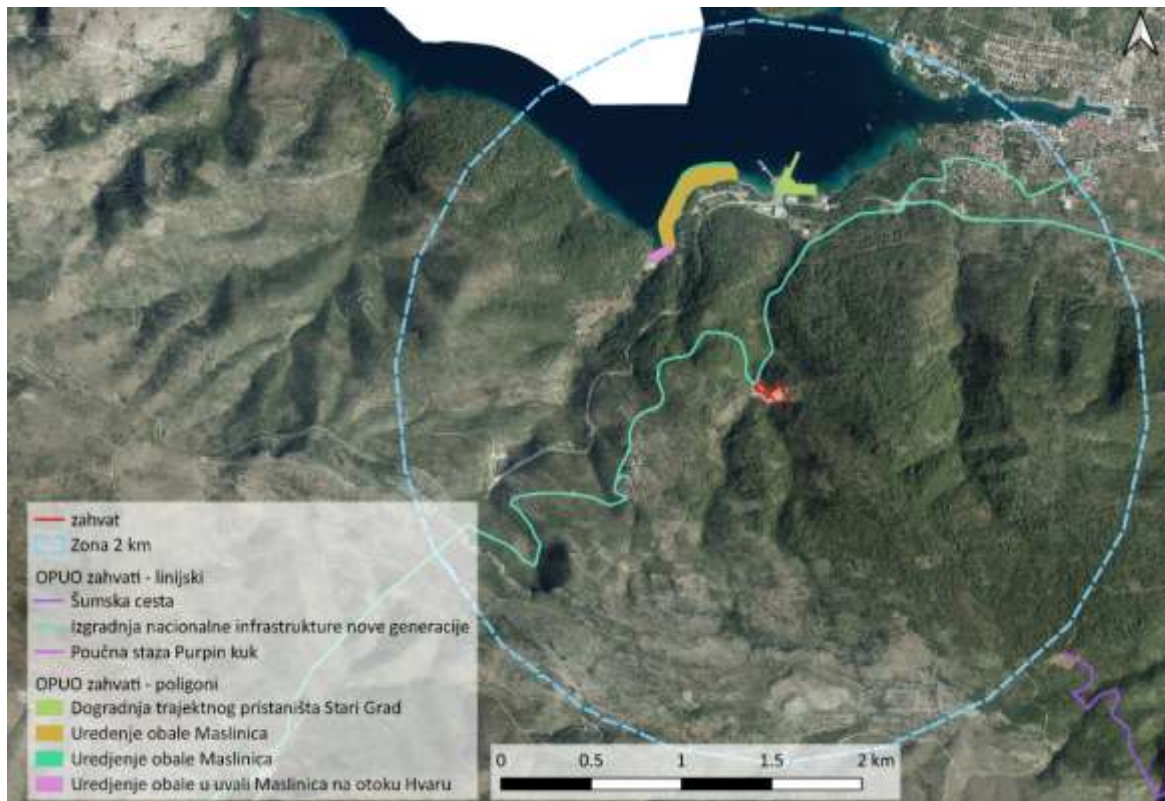 zahvat
Zona 2 km
OPUO zahvati - linijski
Šumska cesta
Izgradnja nacionalne infrastrukture nove generacije
Poučna staza Purpin kuk
OPUO zahvati - poligoni
Dogradnja trajektnog pristaništa Stari Grad
Uređenje obale Maslinica
Uredjenje obale Maslinica
Uredjenje obale u uvali Maslinica na otoku Hvaru
0 0.5 1 1.5 2 km